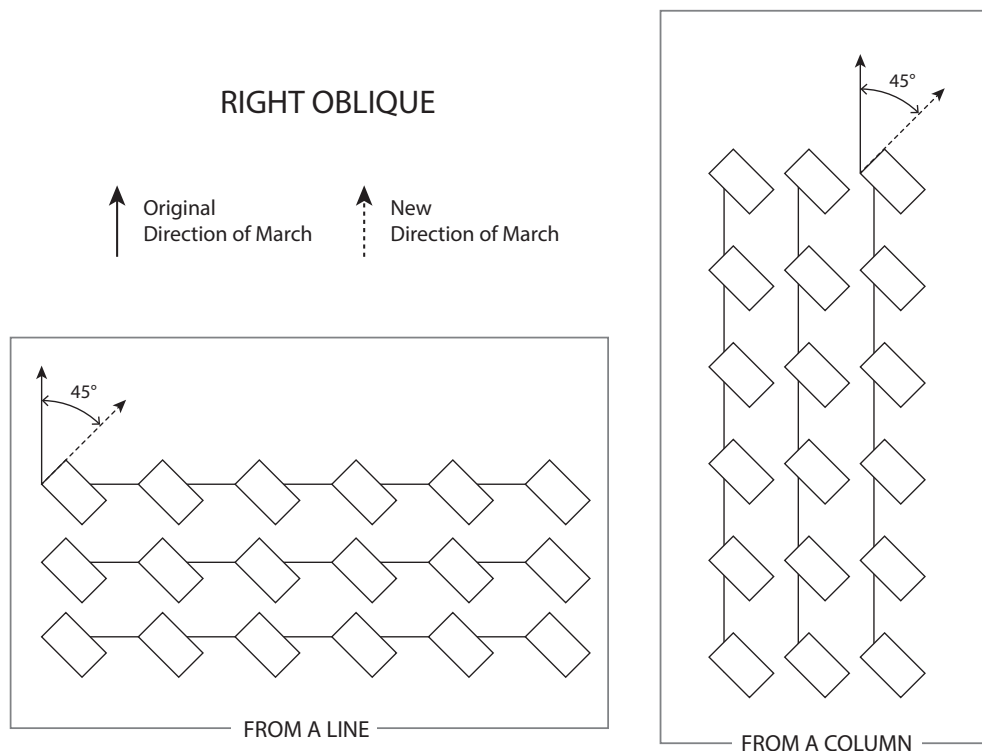 RIGHT OBLIQUE
Original
Direction of March
New
Direction of March
45°
FROM A LINE
45°
FROM A COLUMN